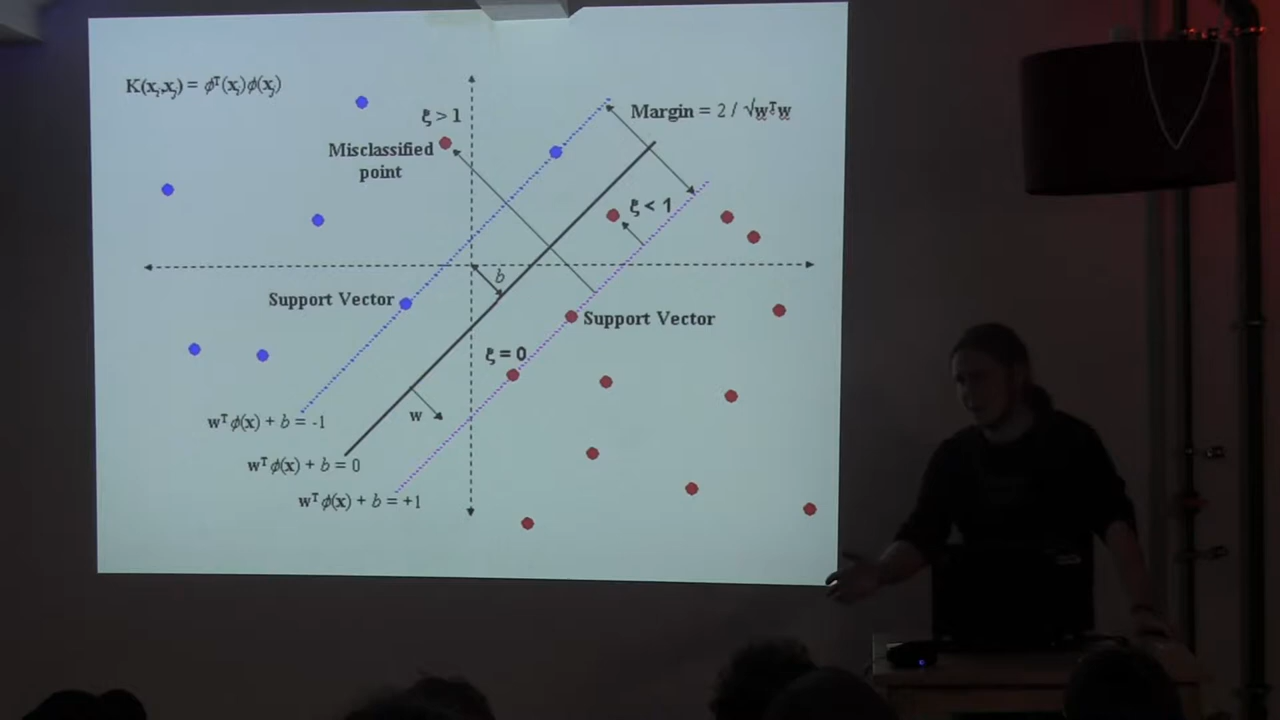 K(xᵢ,xⱼ) = ϕᵀ(xᵢ)ϕ(xⱼ)
ξ > 1
Margin = 2 / √wᵀw
Misclassified
point
ξ < 1
b
Support Vector
Support Vector
ξ = 0
w
wᵀϕ(x) + b = -1
wᵀϕ(x) + b = 0
wᵀϕ(x) + b = +1